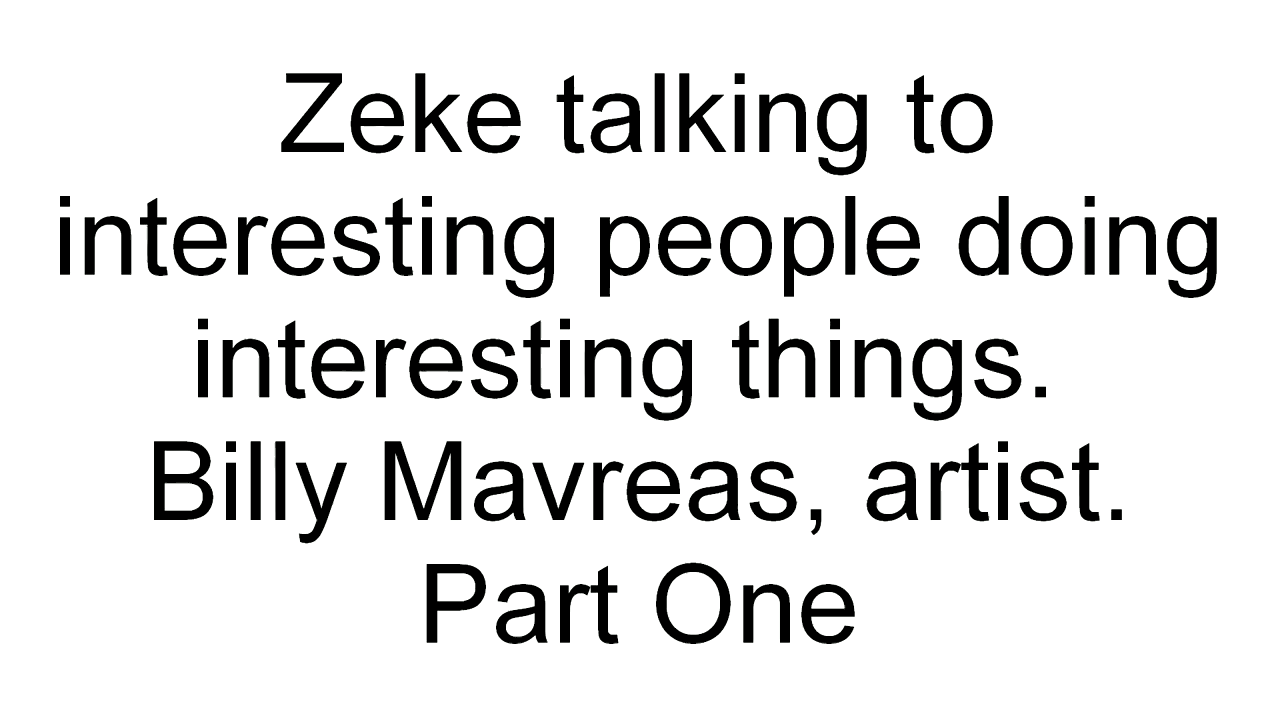 Zeke talking to
interesting people doing
interesting things.
Billy Mavreas, artist.
Part One